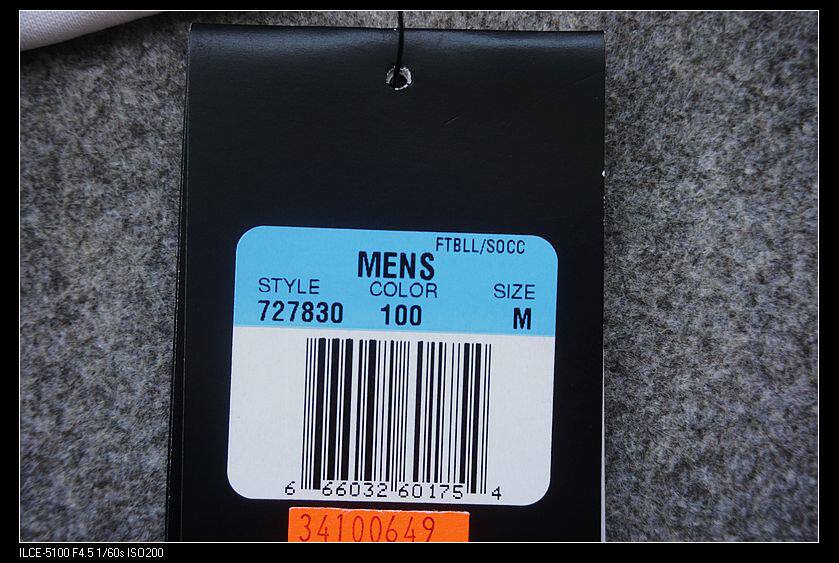 FTBLL/SOCC
MENS
STYLE COLOR SIZE
727830 100 M
6 66032 60175 4
34100649
ILCE-5100 F4.5 1/60s ISO200